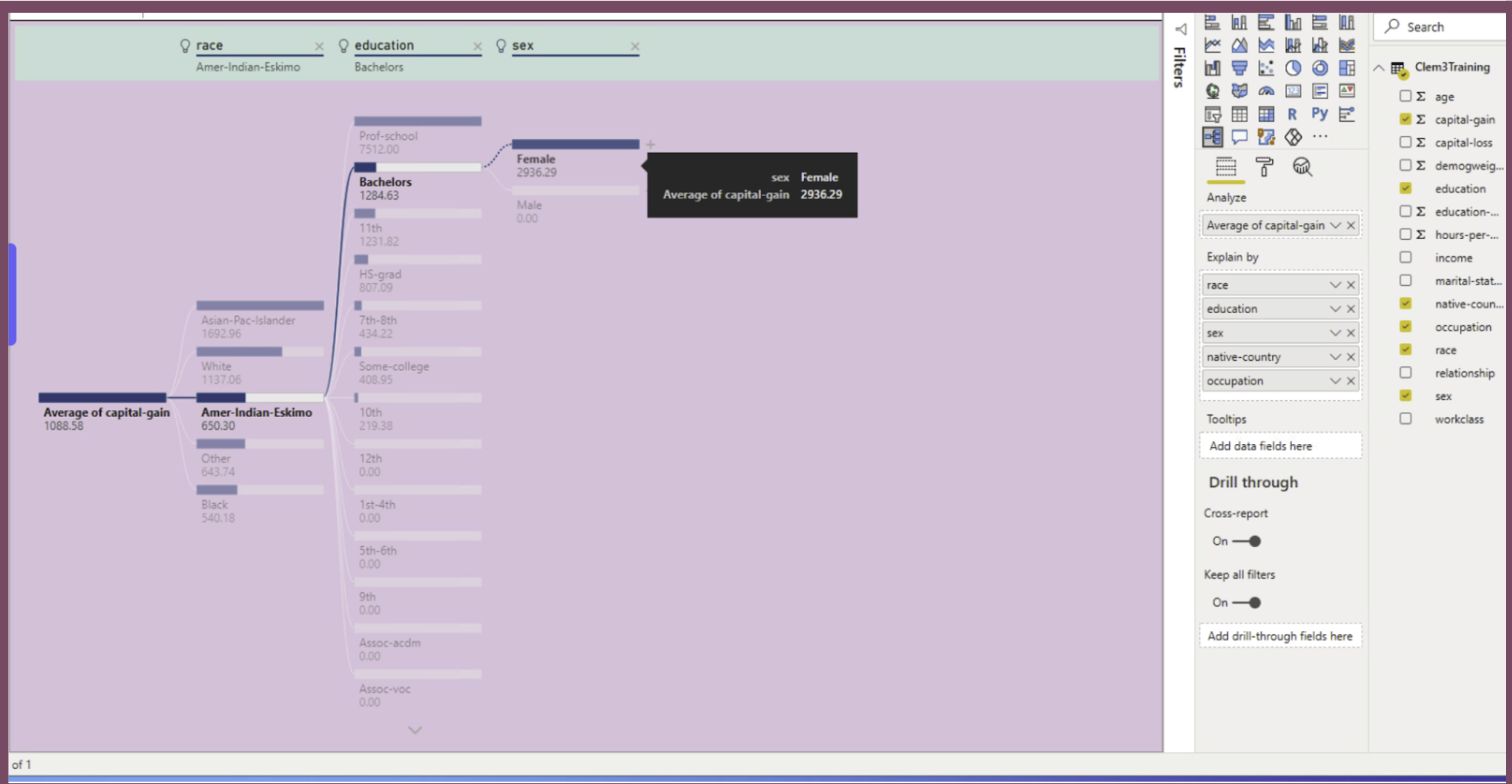 race
Amer-Indian-Eskimo
education
Bachelors
sex
Average of capital-gain
1088.58
Asian-Pac-Islander
1692.96
White
1137.06
Amer-Indian-Eskimo
650.30
Other
643.74
Black
540.18
Prof-school
7512.00
Bachelors
1284.63
11th
1231.82
HS-grad
807.09
7th-8th
434.22
Some-college
408.95
10th
219.38
12th
0.00
1st-4th
0.00
5th-6th
0.00
9th
0.00
Assoc-acdm
0.00
Assoc-voc
0.00
Female
2936.29
Male
0.00
sex Female
Average of capital-gain 2936.29
of 1
Filters
R Py
123
Analyze
Average of capital-gain
Explain by
race
education
sex
native-country
occupation
Tooltips
Add data fields here
Drill through
Cross-report
On
Keep all filters
On
Add drill-through fields here
Search
Clem3Training
age
Σ capital-gain
Σ capital-loss
Σ demogweig...
education
Σ education-...
Σ hours-per-...
income
marital-stat...
native-coun...
occupation
race
relationship
sex
workclass